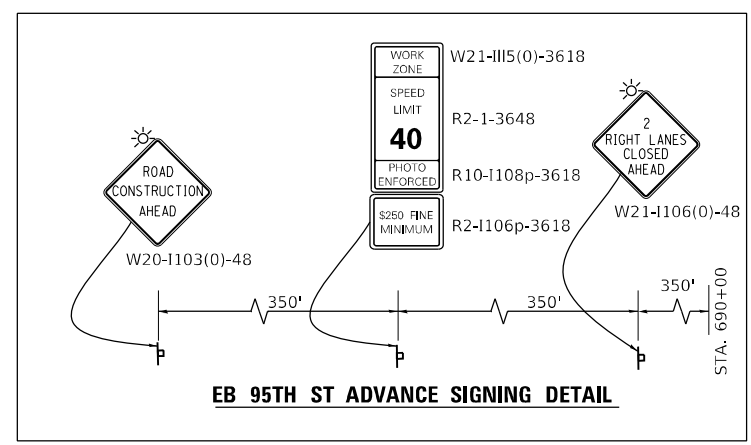 WORK
ZONE
W21-III5(0)-3618
SPEED
LIMIT
40
R2-1-3648
PHOTO
ENFORCED
R10-I108p-3618
$250 FINE
MINIMUM
R2-I106p-3618
2
RIGHT LANES
CLOSED
AHEAD
W21-I106(0)-48
ROAD
CONSTRUCTION
AHEAD
W20-I103(0)-48
350'
350'
350'
STA. 690+00
EB 95TH ST ADVANCE SIGNING DETAIL